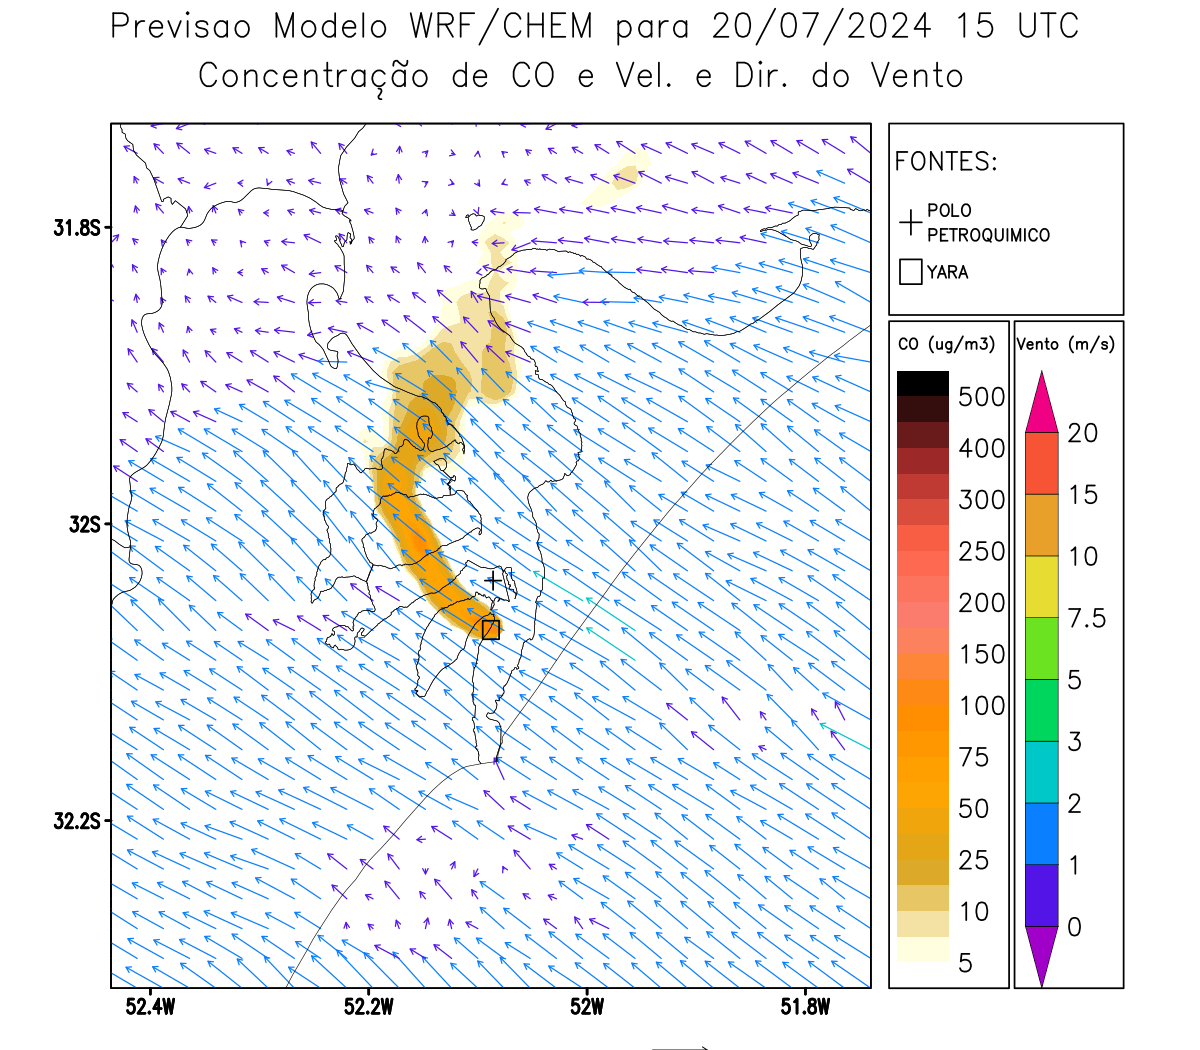 Previsao Modelo WRF/CHEM para 20/07/2024 15 UTC
Concentração de CO e Vel. e Dir. do Vento
FONTES:
POLO
PETROQUIMICO
YARA
CO (ug/m3)
500
400
300
250
200
150
100
75
50
25
10
5
Vento (m/s)
20
15
10
7.5
5
3
2
1
0
31.8S
32S
32.2S
52.4W
52.2W
52W
51.8W